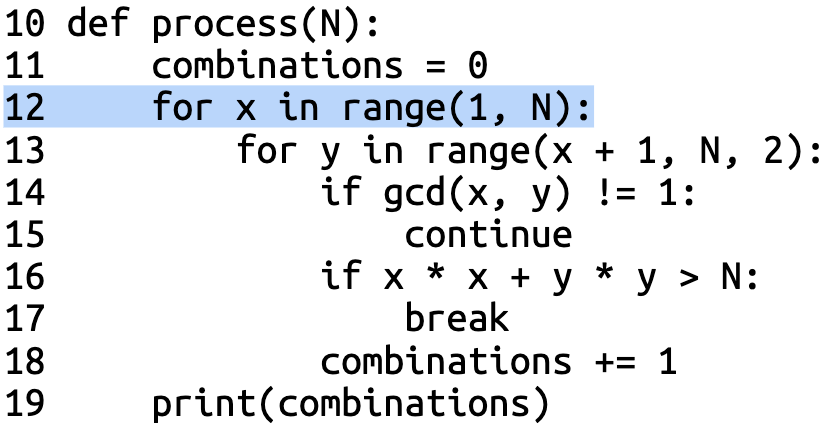 10 def process(N):
11     combinations = 0
12     for x in range(1, N):
13         for y in range(x + 1, N, 2):
14             if gcd(x, y) != 1:
15                 continue
16             if x * x + y * y > N:
17                 break
18             combinations += 1
19     print(combinations)